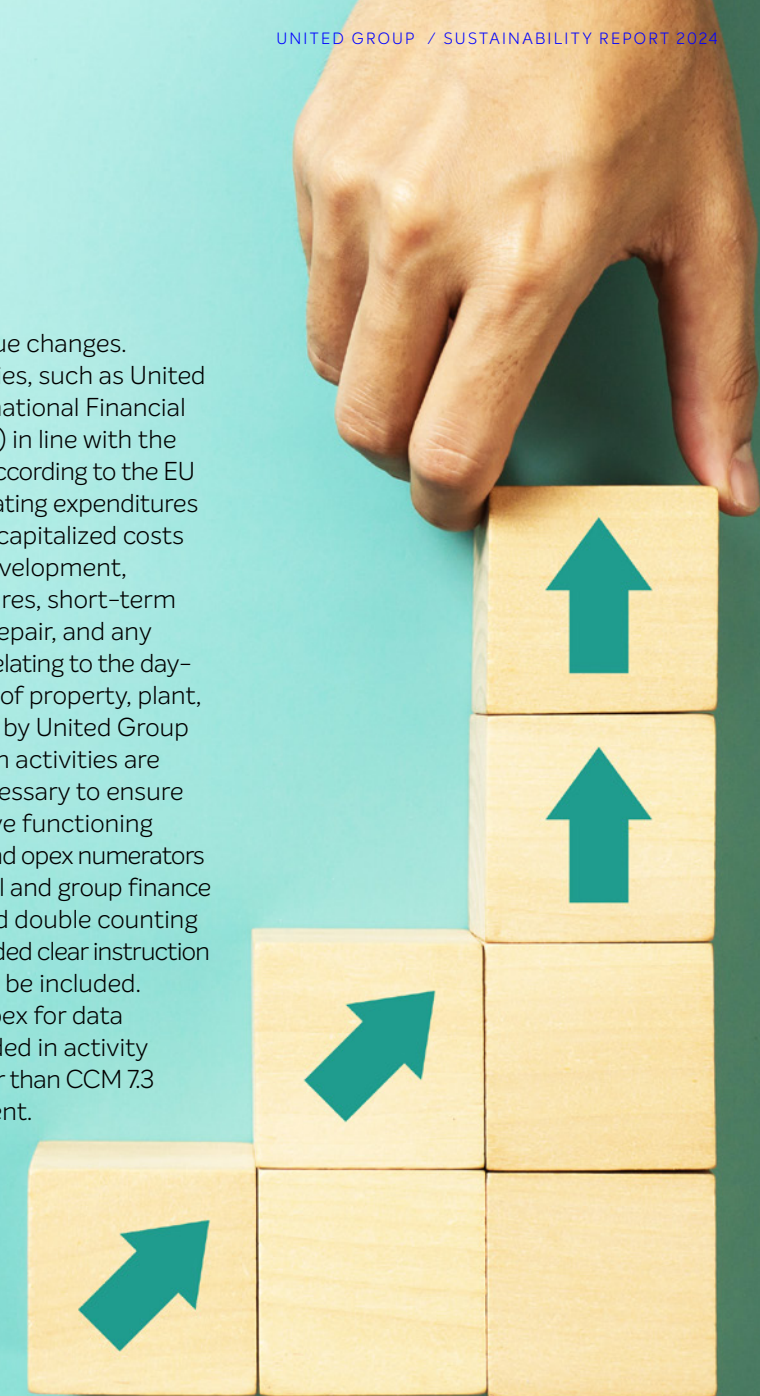 UNITED GROUP / SUSTAINABILITY REPORT 2024
ue changes.
ies, such as United
national Financial
) in line with the
ccording to the EU
ating expenditures
capitalized costs
velopment,
res, short-term
epair, and any
elating to the day-
of property, plant,
by United Group
n activities are
essary to ensure
ve functioning
nd opex numerators
l and group finance
d double counting
ded clear instruction
be included.
pex for data
ded in activity
r than CCM 7.3
ent.